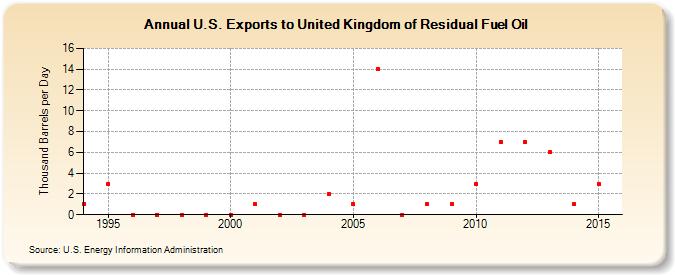 Annual U.S. Exports to United Kingdom of Residual Fuel Oil
Thousand Barrels per Day
16
14
12
10
8
6
4
2
0
1995 2000 2005 2010 2015
Source: U.S. Energy Information Administration